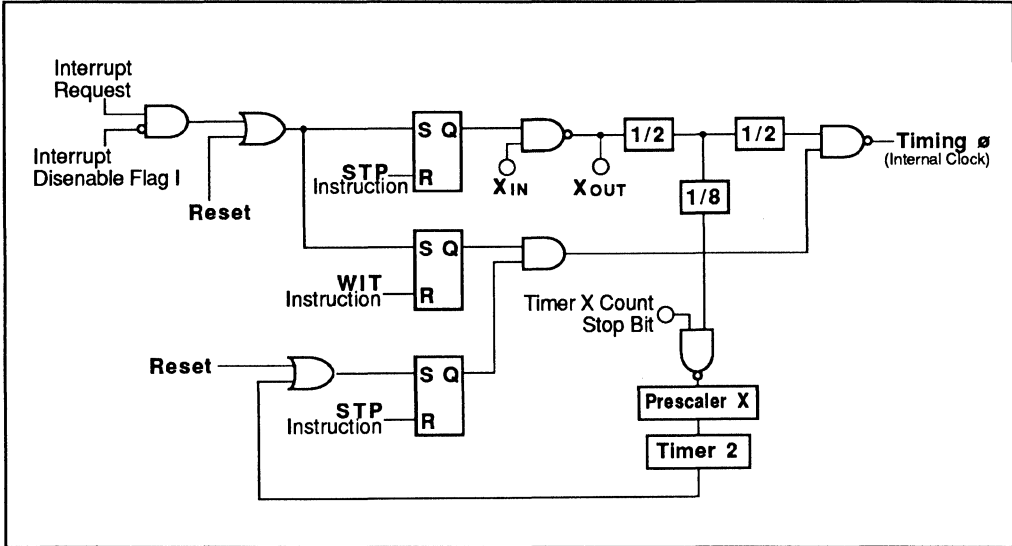 Interrupt
Request
Interrupt
Disenable Flag I
Reset
STP
Instruction
S Q
R
XIN
XOUT
1/2
1/2
1/8
Timing ø
(Internal Clock)
WIT
Instruction
S Q
R
Timer X Count
Stop Bit
Reset
STP
Instruction
S Q
R
Prescaler X
Timer 2